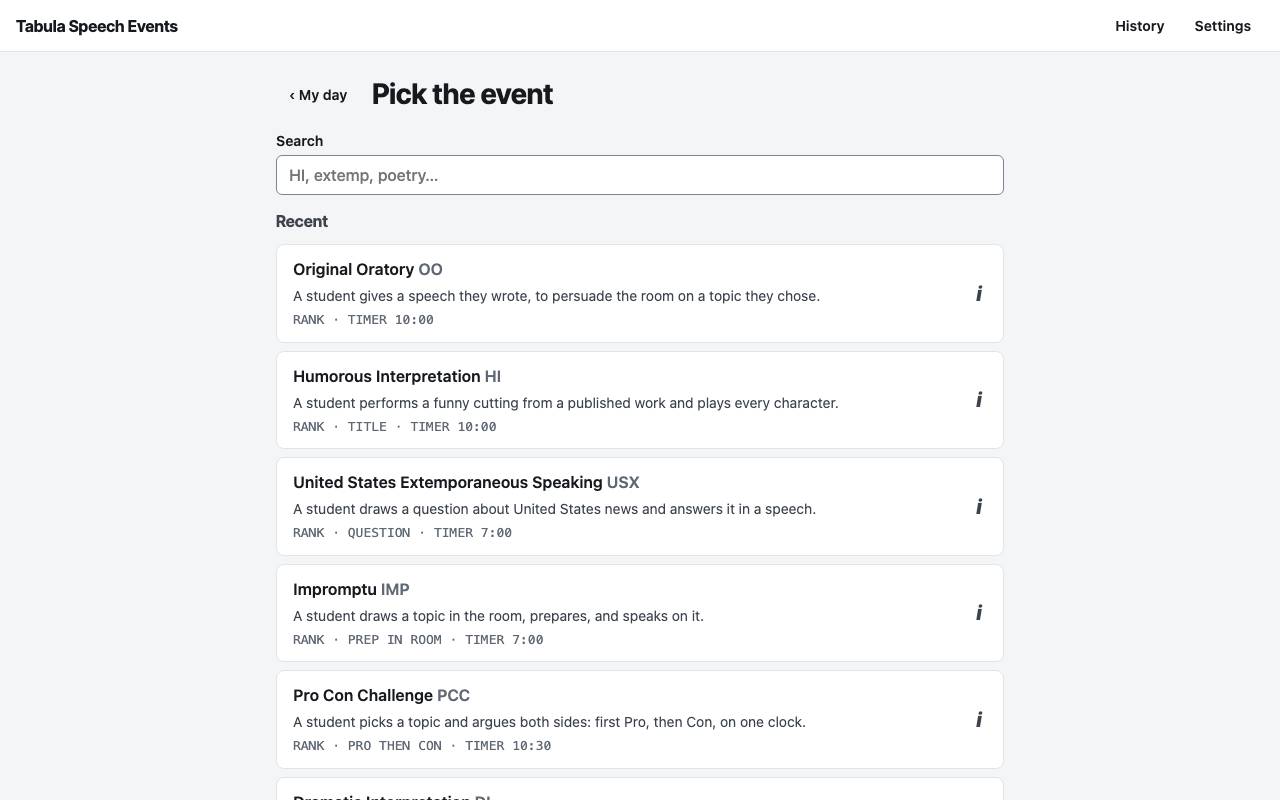 Tabula Speech Events
History
Settings
‹ My day
Pick the event
Search
HI, extemp, poetry...
Recent
Original Oratory OO
A student gives a speech they wrote, to persuade the room on a topic they chose.
RANK · TIMER 10:00
i
Humorous Interpretation HI
A student performs a funny cutting from a published work and plays every character.
RANK · TITLE · TIMER 10:00
i
United States Extemporaneous Speaking USX
A student draws a question about United States news and answers it in a speech.
RANK · QUESTION · TIMER 7:00
i
Impromptu IMP
A student draws a topic in the room, prepares, and speaks on it.
RANK · PREP IN ROOM · TIMER 7:00
i
Pro Con Challenge PCC
A student picks a topic and argues both sides: first Pro, then Con, on one clock.
RANK · PRO THEN CON · TIMER 10:30
i
Dramatic Interpretation DI